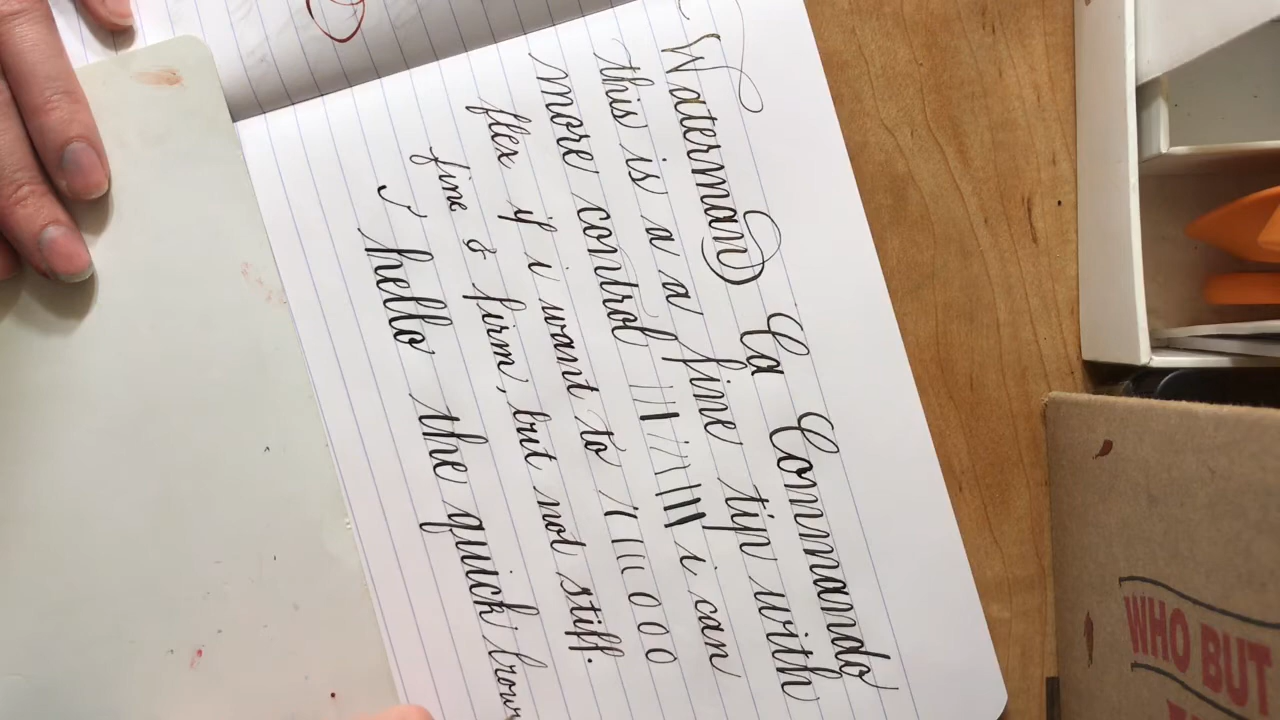 Waterman Ca Commando
this is a a fine tip with
more control i can
flex if i want to
fine & firm, but not stiff.
hello the quick brown
WHO BUT